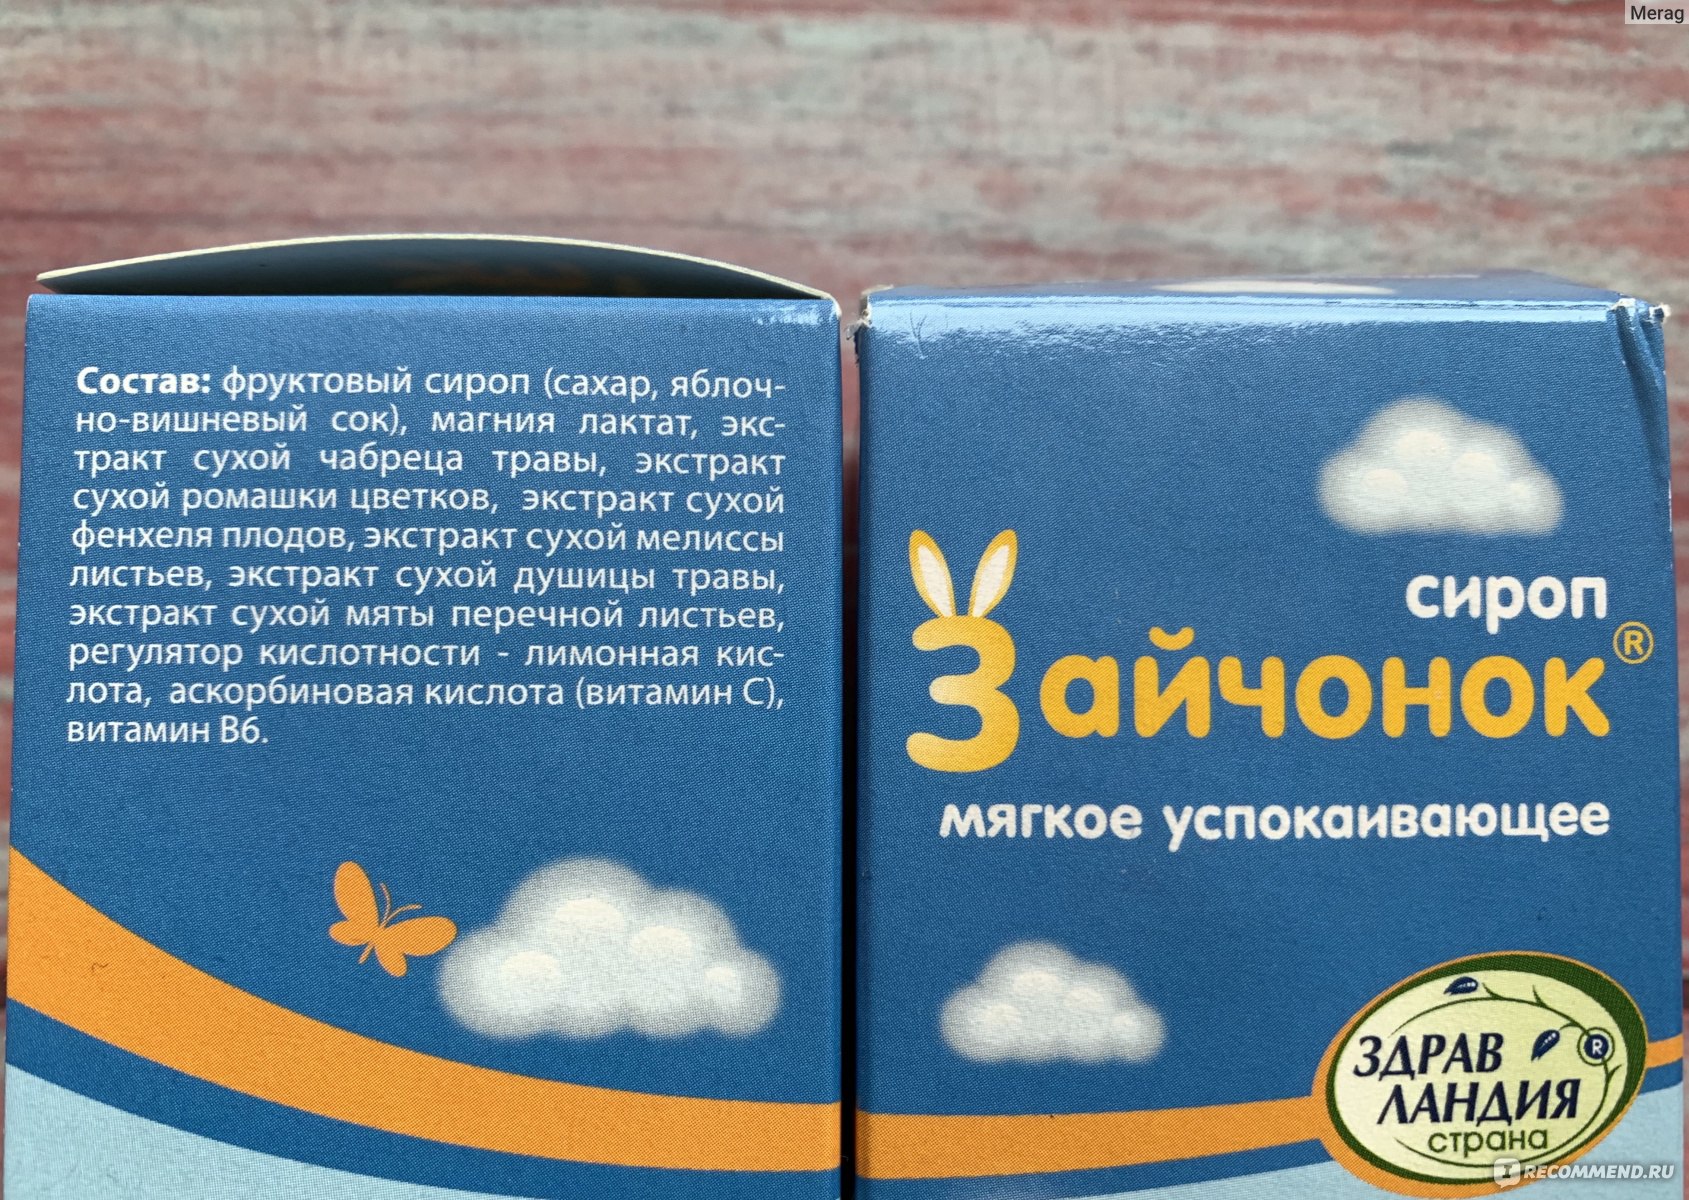 Merag
Состав: фруктовый сироп (сахар, яблоч-
но-вишневый сок), магния лактат, экс-
тракт сухой чабреца травы, экстракт
сухой ромашки цветков, экстракт сухой
фенхеля плодов, экстракт сухой мелиссы
листьев, экстракт сухой душицы травы,
экстракт сухой мяты перечной листьев,
регулятор кислотности - лимонная кис-
лота, аскорбиновая кислота (витамин С),
витамин В6.
сироп
Зайчонок®
мягкое успокаивающее
ЗДРАВ ®
ЛАНДИЯ
страна
RECOMMEND.RU